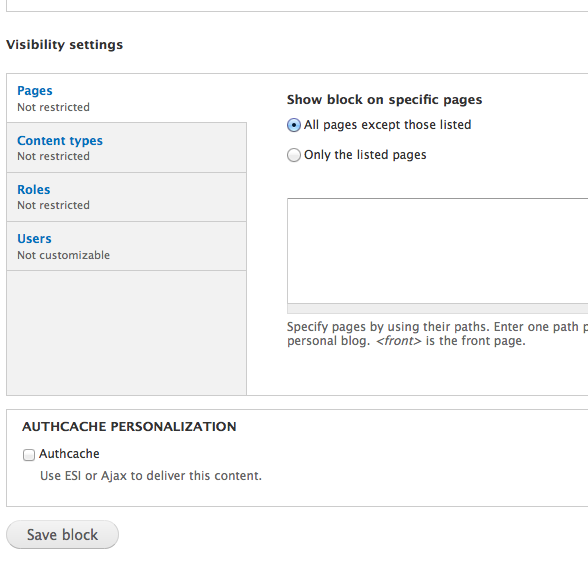 Visibility settings
Pages
Not restricted
Content types
Not restricted
Roles
Not restricted
Users
Not customizable
Show block on specific pages
All pages except those listed
Only the listed pages
Specify pages by using their paths. Enter one path
personal blog. <front> is the front page.
AUTHCACHE PERSONALIZATION
Authcache
Use ESI or Ajax to deliver this content.
Save block